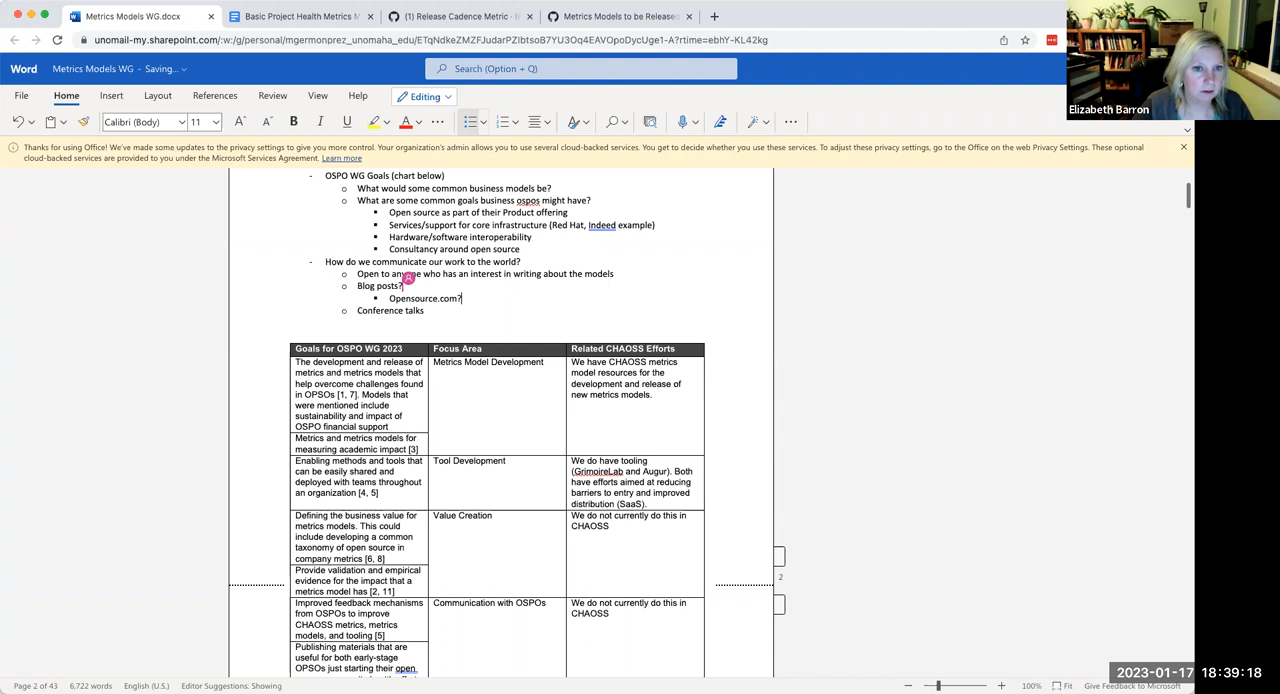 Metrics Models WG.docx
Basic Project Health Metrics M
(1) Release Cadence Metric - i
Metrics Models to be Released
unomail-my.sharepoint.com/:w:/g/personal/mgermonprez_unomaha_edu/ETqNdkeZMZFJudarPZIbtsoB7YU3Oq4EAVOpoDycUge1-A?rtime=ebhY-KL42kg
Word Metrics Models WG - Saving...
Search (Option + Q)
File Home Insert Layout References Review View Help Editing
Calibri (Body) 11
Thanks for using Office! We've made some updates to the privacy settings to give you more control. Your organization's admin allows you to use several cloud-backed services. You get to decide whether you use these services. To adjust these privacy settings, go to the Office on the web Privacy Settings. These optional
cloud-backed services are provided to you under the Microsoft Services Agreement. Learn more
Elizabeth Barron
- OSPO WG Goals (chart below)
o What would some common business models be?
o What are some common goals business ospos might have?
▪ Open source as part of their Product offering
▪ Services/support for core infrastructure (Red Hat, Indeed example)
▪ Hardware/software interoperability
▪ Consultancy around open source
- How do we communicate our work to the world?
o Open to anyone who has an interest in writing about the models
o Blog posts?
▪ Opensource.com?
o Conference talks
Goals for OSPO WG 2023 Focus Area Related CHAOSS Efforts
The development and release of
metrics and metrics models that
help overcome challenges found
in OPSOs [1, 7]. Models that
were mentioned include
sustainability and impact of
OSPO financial support
Metrics and metrics models for
measuring academic impact [3]
Metrics Model Development
We have CHAOSS metrics
model resources for the
development and release of
new metrics models.
Enabling methods and tools that
can be easily shared and
deployed with teams throughout
an organization [4, 5]
Tool Development
We do have tooling
(GrimoireLab and Augur). Both
have efforts aimed at reducing
barriers to entry and improved
distribution (SaaS).
Defining the business value for
metrics models. This could
include developing a common
taxonomy of open source in
company metrics [6, 8]
Provide validation and empirical
evidence for the impact that a
metrics model has [2, 11]
Value Creation
We do not currently do this in
CHAOSS
Improved feedback mechanisms
from OSPOs to improve
CHAOSS metrics, metrics
models, and tooling [5]
Publishing materials that are
useful for both early-stage
OPSOs just starting their open
Communication with OSPOs
We do not currently do this in
CHAOSS
2
Page 2 of 43 6,722 words English (U.S.) Editor Suggestions: Showing
100% Fit Give Feedback to Microsoft
2023-01-17 18:39:18